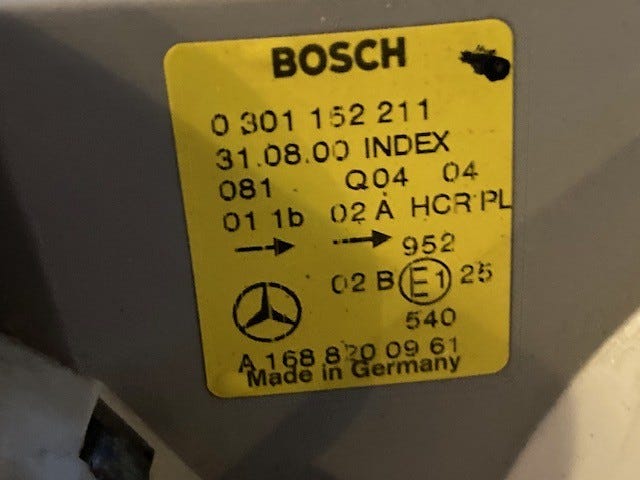 BOSCH
0 301 152 211
31.08.00 INDEX
081 Q04 04
01 1b 02 A HCR PL
952
02 B E1 25
540
A 168 820 09 61
Made in Germany